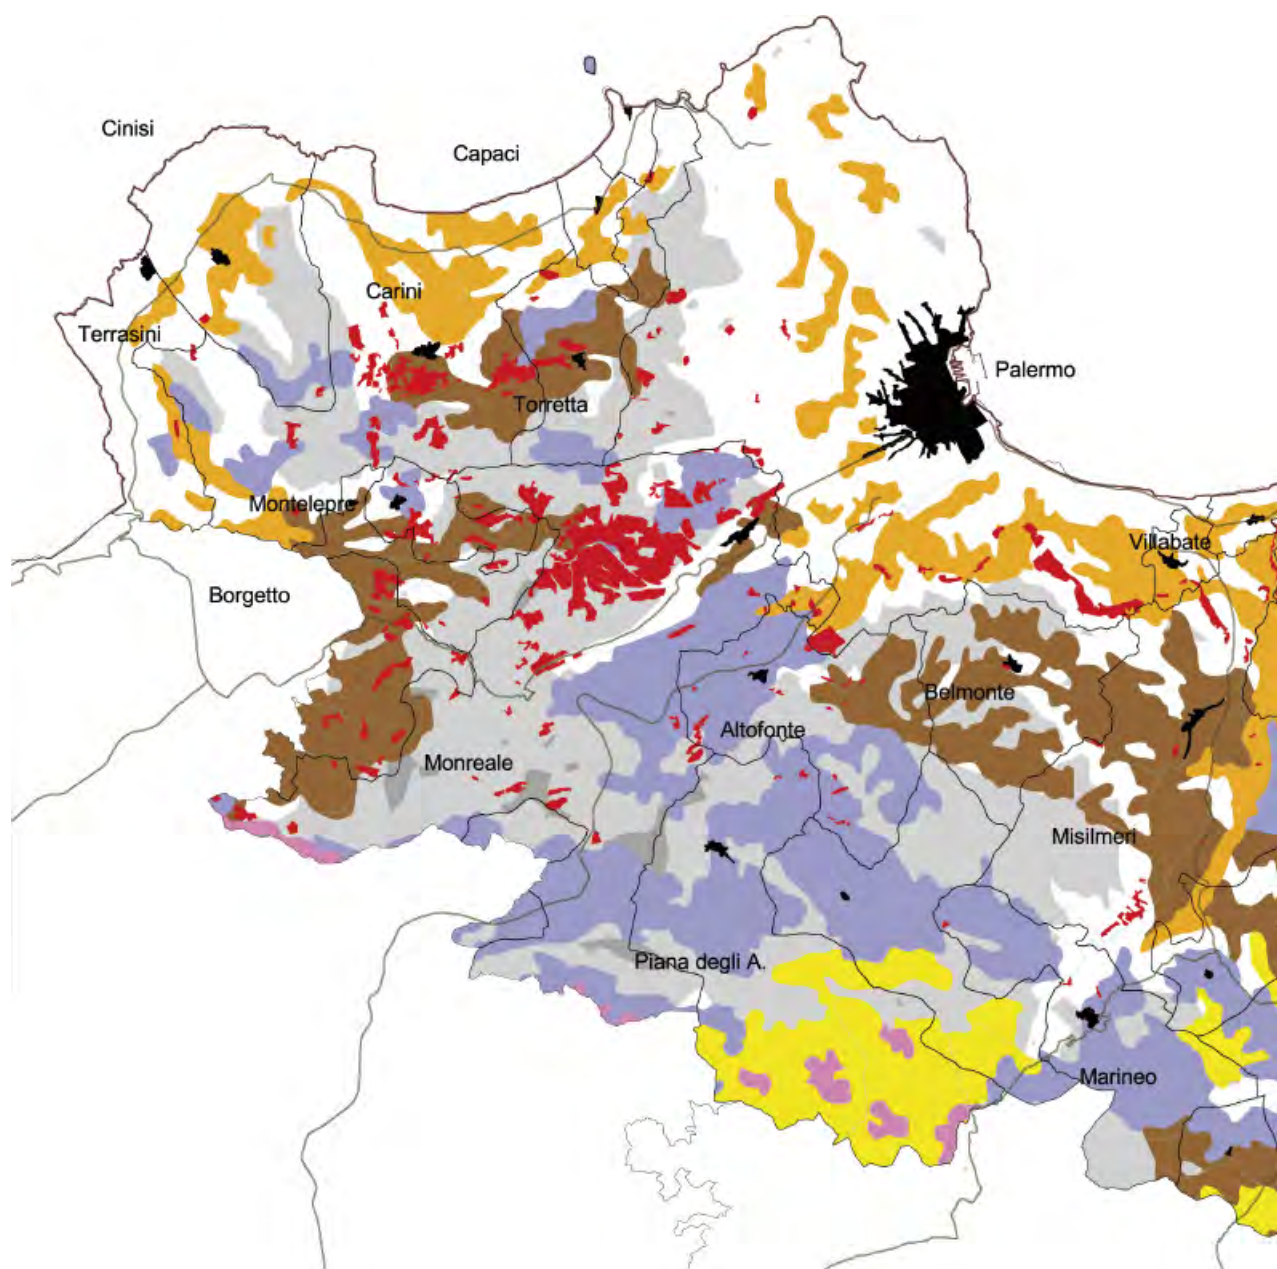 Cinisi
Capaci
Carini
Terrasini
Palermo
Torretta
Montelepre
Villabate
Borgetto
Belmonte
Altofonte
Monreale
Misilmeri
Piana degli A.
Marineo